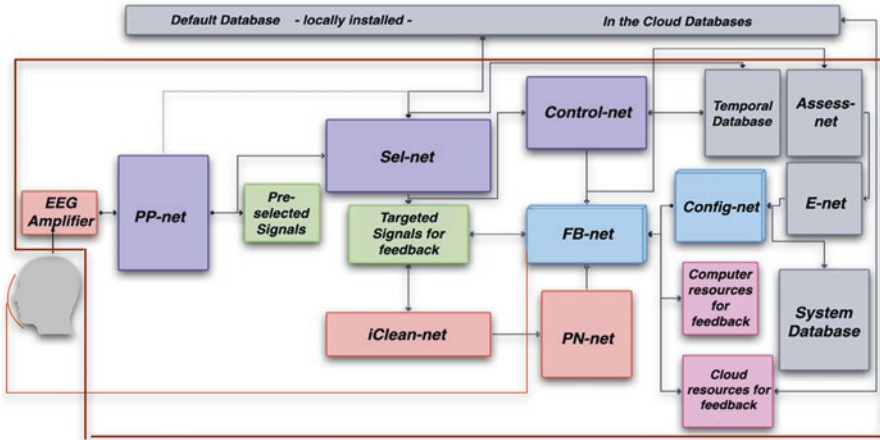 Default Database - locally installed - In the Cloud Databases
Control-net
Temporal
Database
Assess-
net
Sel-net
PP-net
EEG
Amplifier
Pre-
selected
Signals
Targeted
Signals for
feedback
FB-net
Config-net
E-net
Computer
resources
for
feedback
System
Database
iClean-net
PN-net
Cloud
resources for
feedback